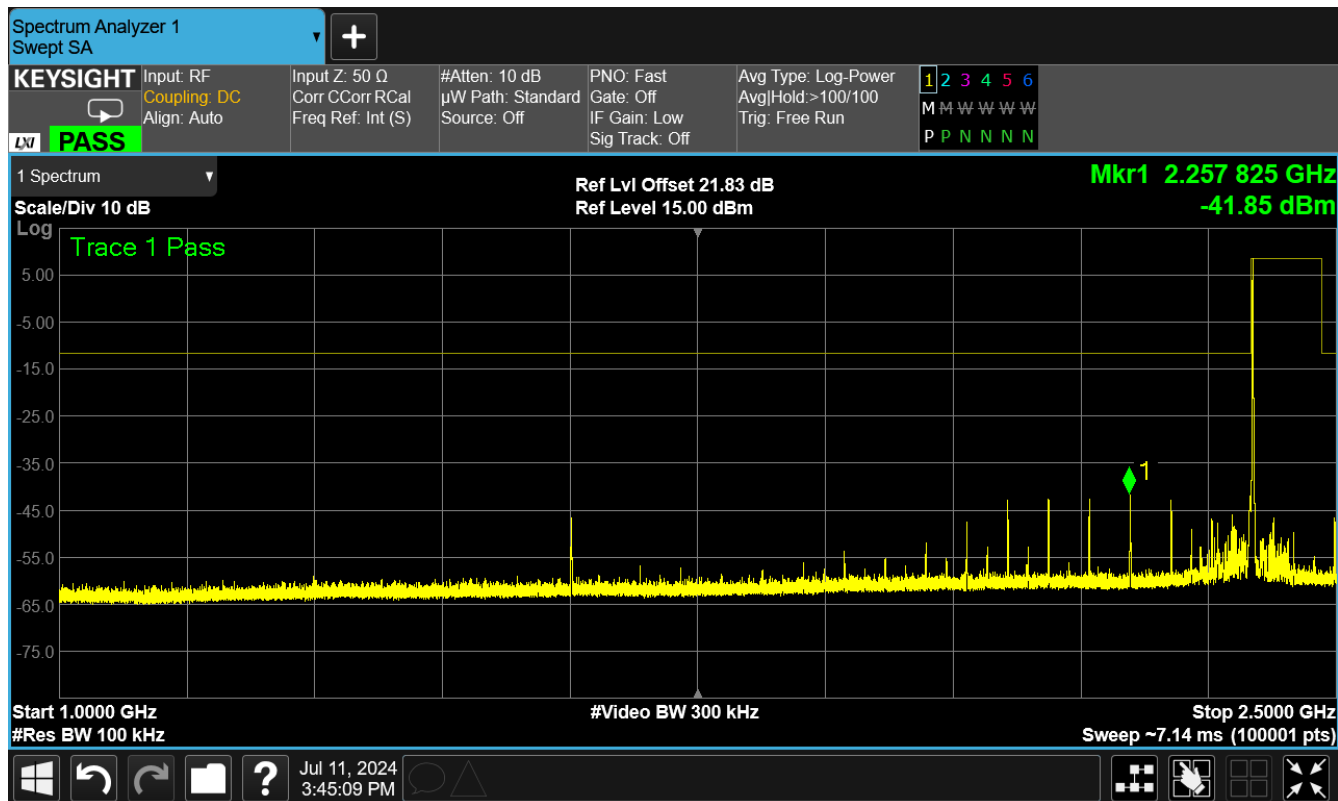 Spectrum Analyzer 1
Swept SA
KEYSIGHT
LXI PASS
Input: RF
Coupling: DC
Align: Auto
Input Z: 50 Ω
Corr CCorr RCal
Freq Ref: Int (S)
#Atten: 10 dB
µW Path: Standard
Source: Off
PNO: Fast
Gate: Off
IF Gain: Low
Sig Track: Off
Avg Type: Log-Power
Avg|Hold:>100/100
Trig: Free Run
1 2 3 4 5 6
M M W W W W
P P N N N N
1 Spectrum
Scale/Div 10 dB
Log
Ref Lvl Offset 21.83 dB
Ref Level 15.00 dBm
Mkr1 2.257 825 GHz
-41.85 dBm
Trace 1 Pass
5.00
-5.00
-15.0
-25.0
-35.0
-45.0
-55.0
-65.0
-75.0
1
Start 1.0000 GHz
#Res BW 100 kHz
#Video BW 300 kHz
Stop 2.5000 GHz
Sweep ~7.14 ms (100001 pts)
?
Jul 11, 2024
3:45:09 PM